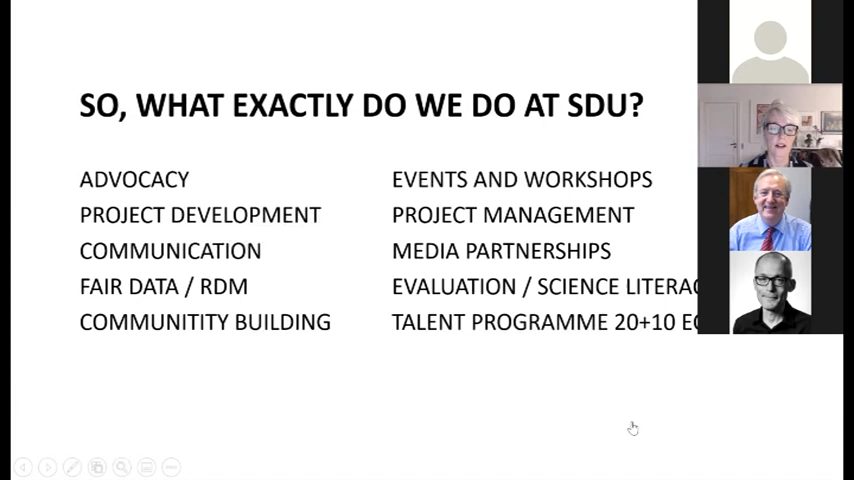 SO, WHAT EXACTLY DO WE DO AT SDU?
ADVOCACY
PROJECT DEVELOPMENT
COMMUNICATION
FAIR DATA / RDM
COMMUNITITY BUILDING
EVENTS AND WORKSHOPS
PROJECT MANAGEMENT
MEDIA PARTNERSHIPS
EVALUATION / SCIENCE
TALENT PROGRAMME 20+10